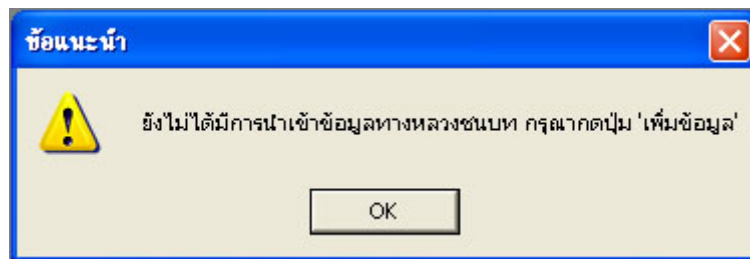 ข้อแนะนำ
ยังไม่ได้มีการนำเข้าข้อมูลทางหลวงชนบท กรุณากดปุ่ม 'เพิ่มข้อมูล'
OK